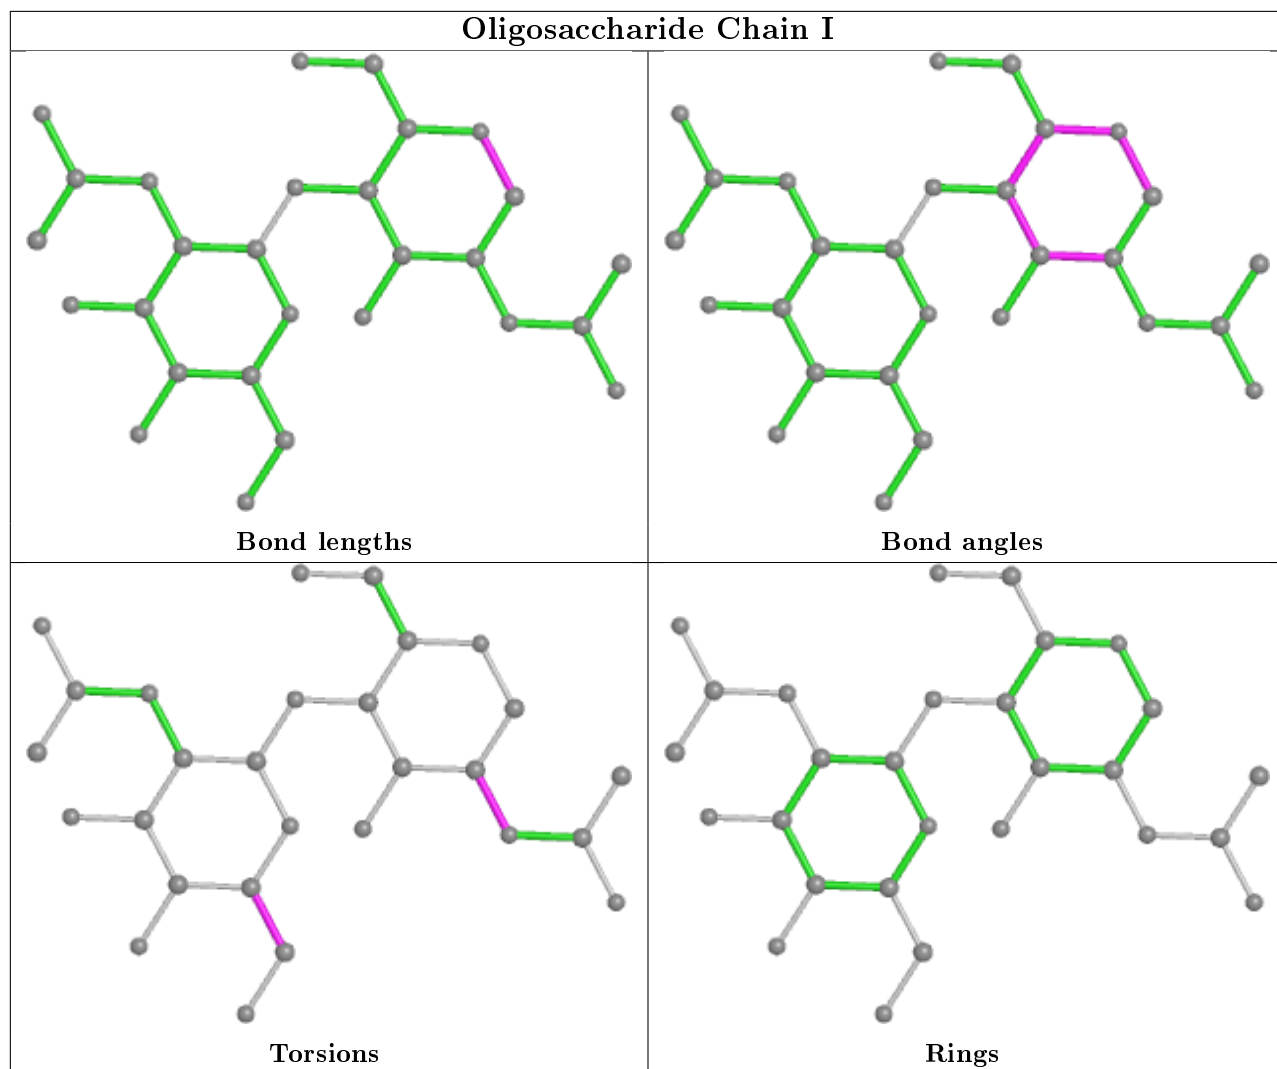 Oligosaccharide Chain I
Bond lengths
Bond angles
Torsions
Rings